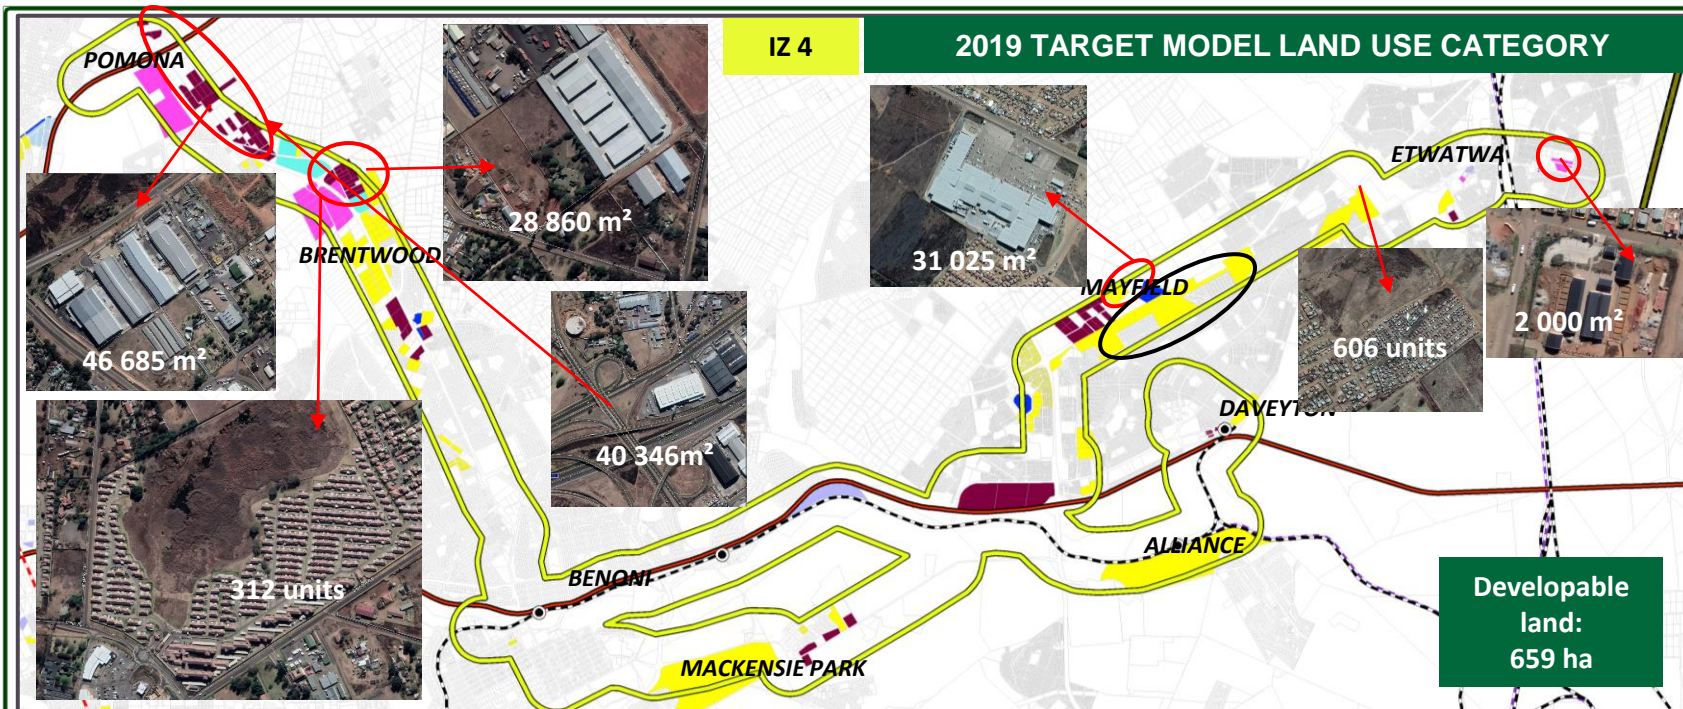 IZ 4
2019 TARGET MODEL LAND USE CATEGORY
POMONA
28 860 m²
31 025 m²
ETWATWA
BRENTWOOD
MAYFIELD
46 685 m²
2 000 m²
606 units
40 346m²
DAVEYTON
312 units
BENONI
ALLIANCE
MACKENSIE PARK
Developable
land:
659 ha